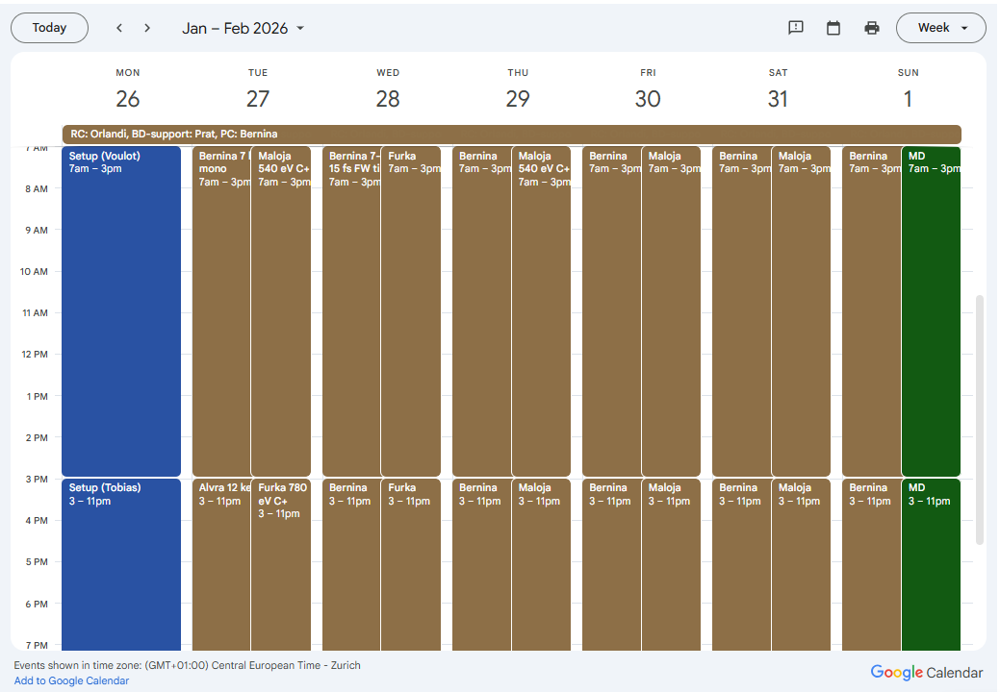 Today
Jan – Feb 2026
Week
MON TUE WED THU FRI SAT SUN
26 27 28 29 30 31 1
RC: Orlandi, BD-support: Prat, PC: Bernina
7 AM
Setup (Voulot)
7am – 3pm
Bernina 7
mono
7am – 3pm
Maloja
540 eV C+
7am – 3pm
Bernina 7-
15 fs FW ti
7am – 3pm
Furka
7am – 3pm
Bernina
7am – 3pm
Maloja
540 eV C+
7am – 3pm
Bernina
7am – 3pm
Maloja
7am – 3pm
Bernina
7am – 3pm
Maloja
7am – 3pm
Bernina
7am – 3pm
MD
7am – 3pm
8 AM
9 AM
10 AM
11 AM
12 PM
1 PM
2 PM
3 PM
Setup (Tobias)
3 – 11pm
Alvra 12 ke
3 – 11pm
Furka 780
eV C+
3 – 11pm
Bernina
3 – 11pm
Furka
3 – 11pm
Bernina
3 – 11pm
Maloja
3 – 11pm
Bernina
3 – 11pm
Maloja
3 – 11pm
Bernina
3 – 11pm
Maloja
3 – 11pm
Bernina
3 – 11pm
MD
3 – 11pm
4 PM
5 PM
6 PM
7 PM
Events shown in time zone: (GMT+01:00) Central European Time - Zurich
Add to Google Calendar
Google Calendar